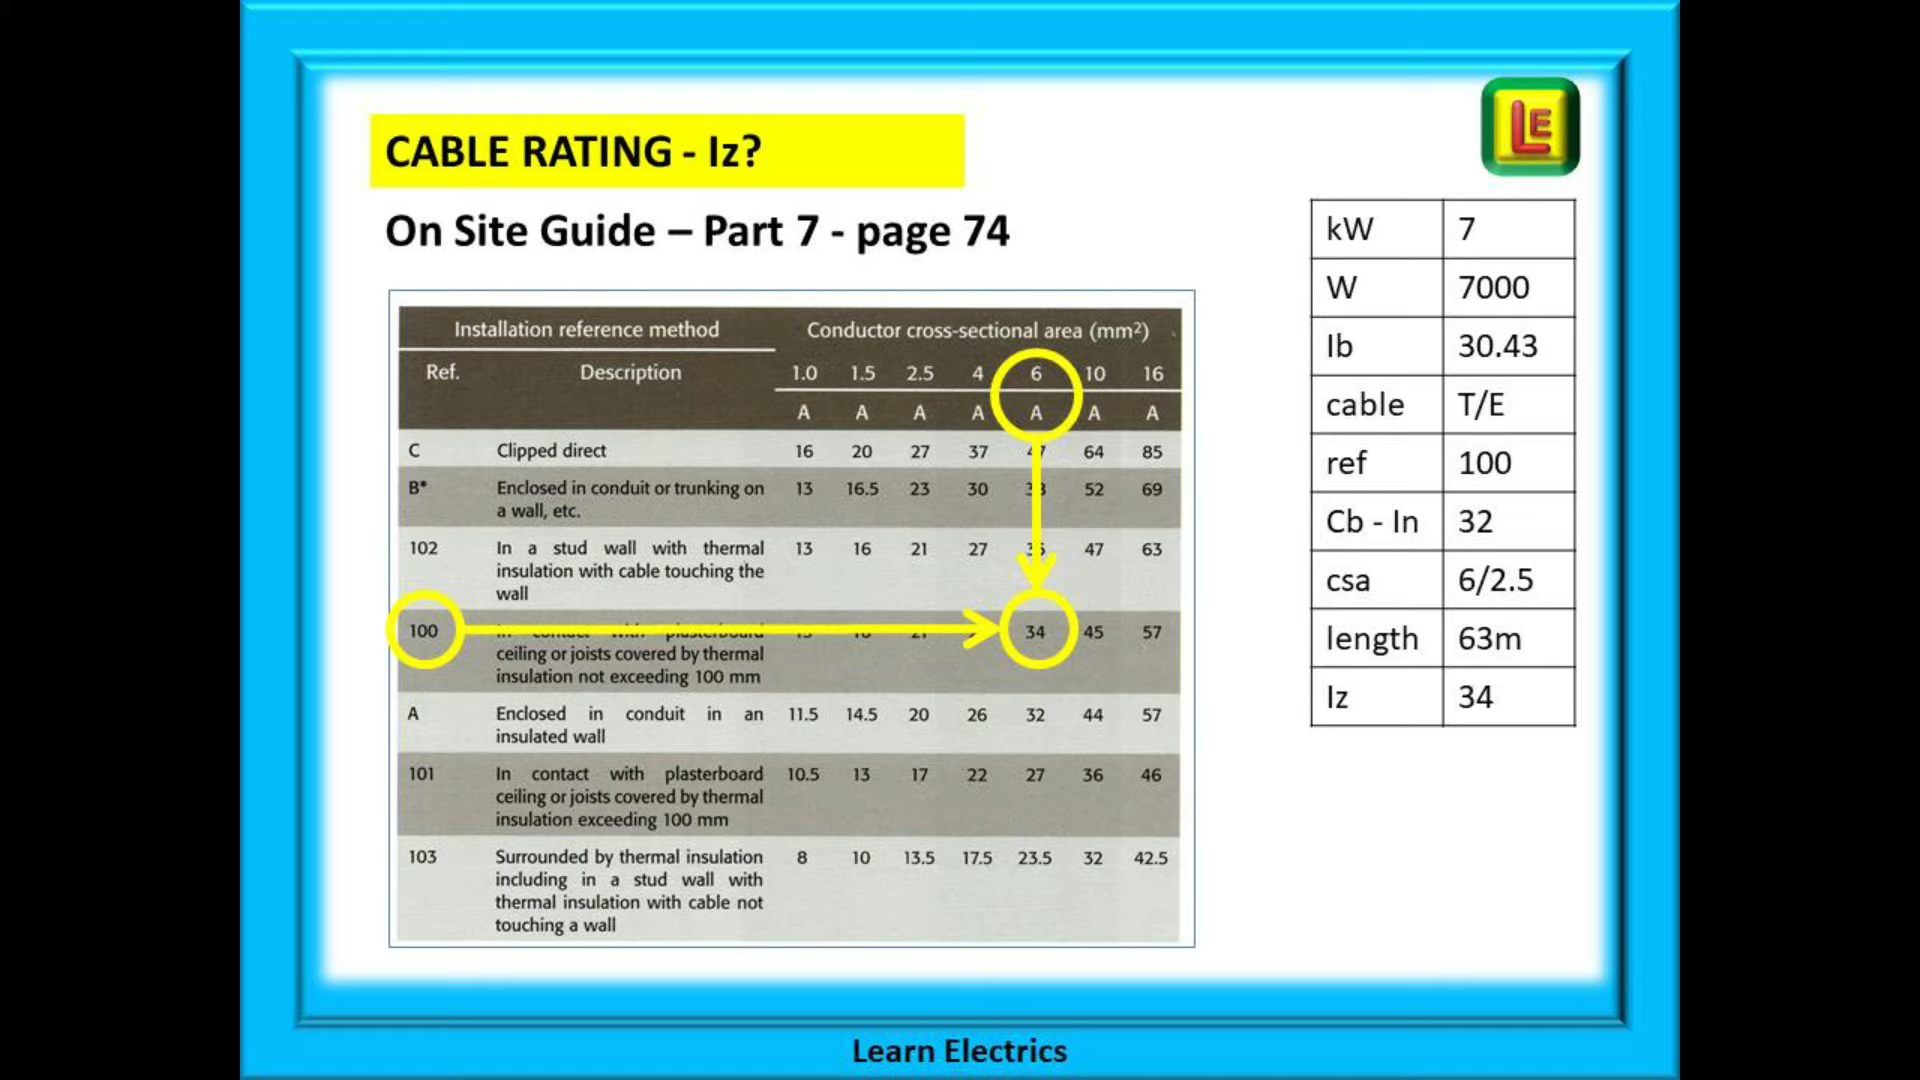 CABLE RATING - Iz?
LE
On Site Guide – Part 7 - page 74
Installation reference method Conductor cross-sectional area (mm²)
Ref. Description 1.0 1.5 2.5 4 6 10 16
A A A A A A A
C Clipped direct 16 20 27 37 64 85
B* Enclosed in conduit or trunking on 13 16.5 23 30 52 69
a wall, etc.
102 In a stud wall with thermal 13 16 21 27 47 63
insulation with cable touching the
wall
100 In contact with plasterboard 34 45 57
ceiling or joists covered by thermal
insulation not exceeding 100 mm
A Enclosed in conduit in an 11.5 14.5 20 26 32 44 57
insulated wall
101 In contact with plasterboard 10.5 13 17 22 27 36 46
ceiling or joists covered by thermal
insulation exceeding 100 mm
103 Surrounded by thermal insulation 8 10 13.5 17.5 23.5 32 42.5
including in a stud wall with
thermal insulation with cable not
touching a wall
kW 7
W 7000
Ib 30.43
cable T/E
ref 100
Cb - In 32
csa 6/2.5
length 63m
Iz 34
Learn Electrics